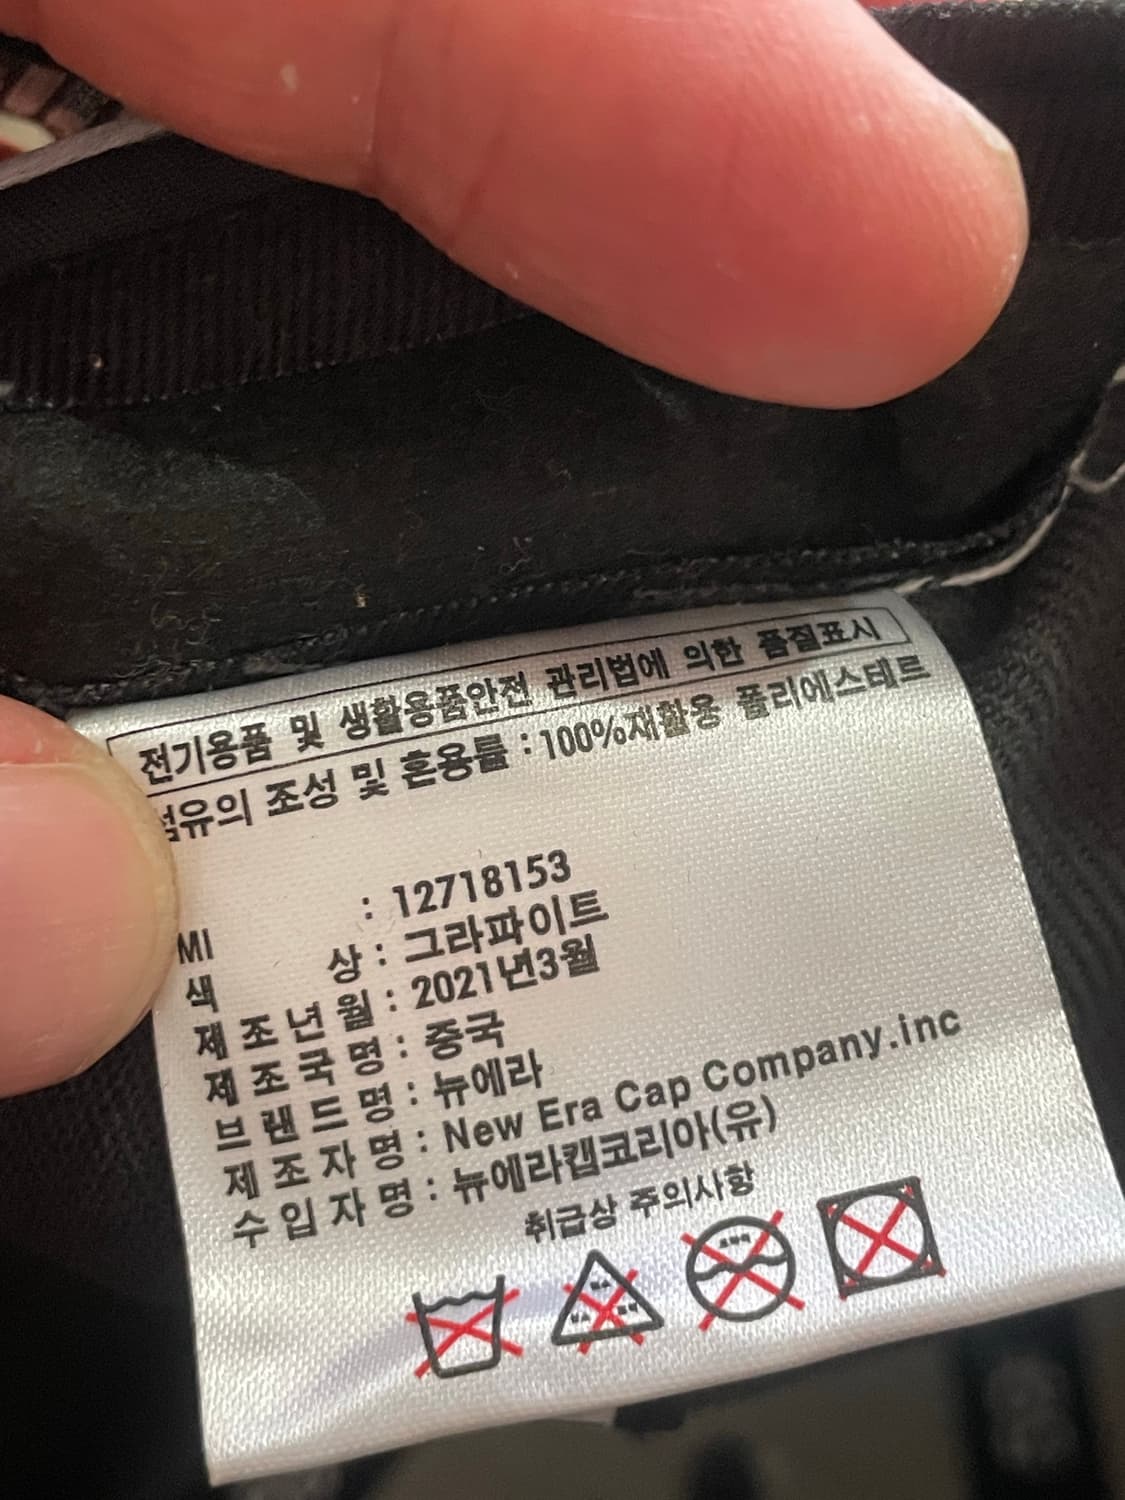 전기용품 및 생활용품안전 관리법에 의한 품질표시
섬유의 조성 및 혼용률 : 100%재활용 폴리에스테르
MI : 12718153
색 상 : 그라파이트
제 조 년 월 : 2021년3월
제 조 국 명 : 중국
브 랜 드 명 : 뉴에라
제 조 자 명 : New Era Cap Company.inc
수 입 자 명 : 뉴에라캡코리아(유)
취급상 주의사항